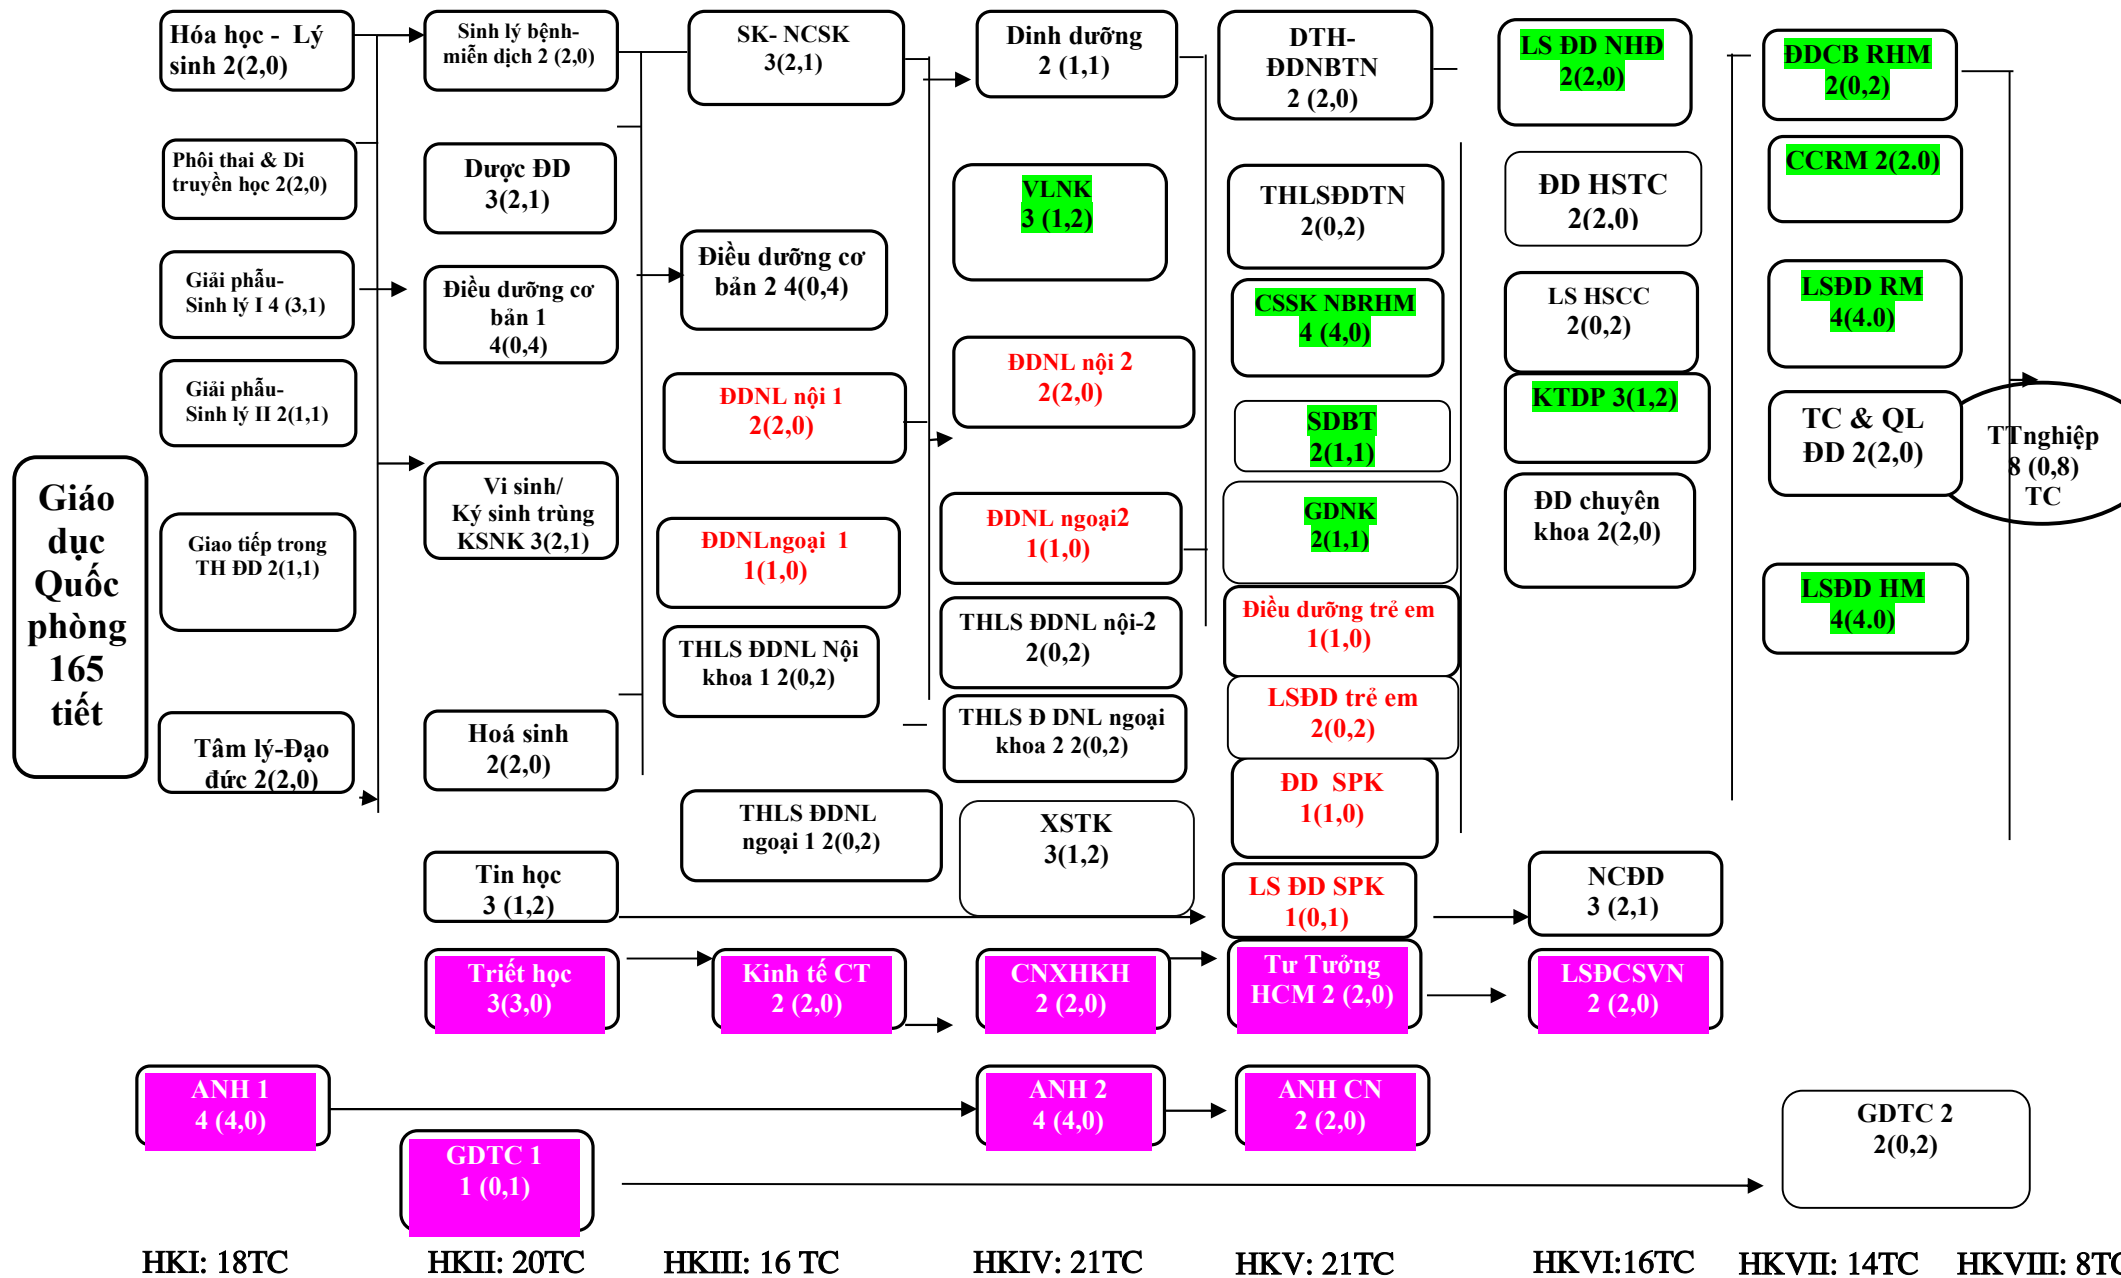 Giáo
dục
Quốc
phòng
165
tiết
Hóa học - Lý
sinh 2(2,0)
Phôi thai & Di
truyền học 2(2,0)
Giải phẫu-
Sinh lý I 4 (3,1)
Giải phẫu-
Sinh lý II 2(1,1)
Giao tiếp trong
TH ĐD 2(1,1)
Tâm lý-Đạo
đức 2(2,0)
ANH 1
4 (4,0)
HKI: 18TC
Sinh lý bệnh-
miễn dịch 2 (2,0)
Dược ĐD
3(2,1)
Điều dưỡng cơ
bản 1
4(0,4)
Vi sinh/
Ký sinh trùng
KSNK 3(2,1)
Hoá sinh
2(2,0)
Tin học
3 (1,2)
Triết học
3(3,0)
GDTC 1
1 (0,1)
HKII: 20TC
SK- NCSK
3(2,1)
Điều dưỡng cơ
bản 2 4(0,4)
ĐDNL nội 1
2(2,0)
ĐDNLngoại 1
1(1,0)
THLS ĐDNL Nội
khoa 1 2(0,2)
THLS ĐDNL
ngoại 1 2(0,2)
Kinh tế CT
2 (2,0)
HKIII: 16 TC
Dinh dưỡng
2 (1,1)
VLNK
3 (1,2)
ĐDNL nội 2
2(2,0)
ĐDNL ngoại2
1(1,0)
THLS ĐDNL nội-2
2(0,2)
THLS Đ DNL ngoại
khoa 2 2(0,2)
XSTK
3(1,2)
CNXHKH
2 (2,0)
ANH 2
4 (4,0)
HKIV: 21TC
DTH-
ĐDNBTN
2 (2,0)
THLSĐDTN
2(0,2)
CSSK NBRHM
4 (4,0)
SDBT
2(1,1)
GDNK
2(1,1)
Điều dưỡng trẻ em
1(1,0)
LSĐD trẻ em
2(0,2)
ĐD SPK
1(1,0)
LS ĐD SPK
1(0,1)
Tư Tưởng
HCM 2 (2,0)
ANH CN
2 (2,0)
HKV: 21TC
LS ĐD NHĐ
2(2,0)
ĐD HSTC
2(2,0)
LS HSCC
2(0,2)
KTDP 3(1,2)
ĐD chuyên
khoa 2(2,0)
NCĐD
3 (2,1)
LSĐCSVN
2 (2,0)
HKVI:16TC
ĐDCB RHM
2(0,2)
CCRM 2(2.0)
LSĐD RM
4(4.0)
TC & QL
ĐD 2(2,0)
LSĐD HM
4(4.0)
GDTC 2
2(0,2)
HKVII: 14TC
TTnghiệp
8 (0,8)
TC
HKVIII: 8TC